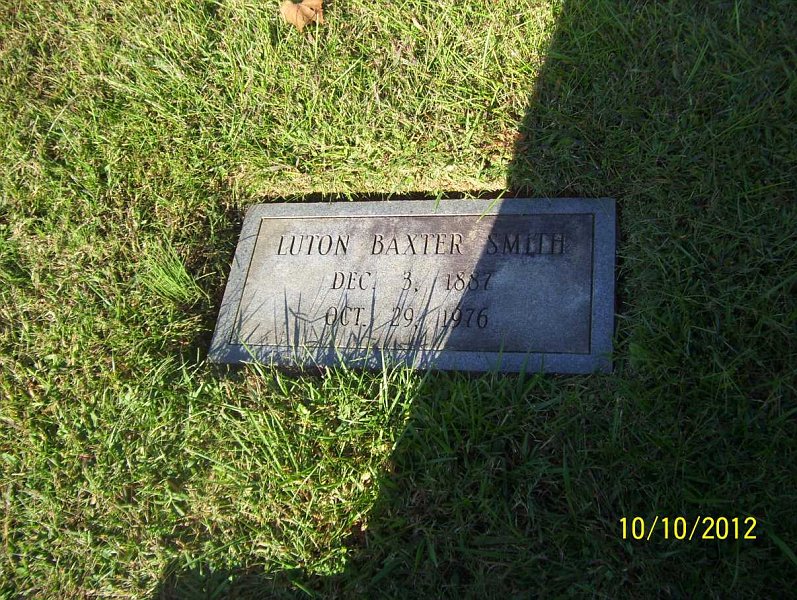 LUTON BAXTER SMITH
DEC. 3, 1887
OCT. 29, 1976
10/10/2012